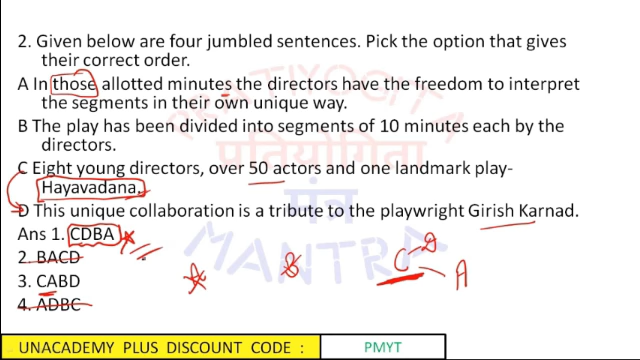 2. Given below are four jumbled sentences. Pick the option that gives
their correct order.
A In those allotted minutes the directors have the freedom to interpret
the segments in their own unique way.
B The play has been divided into segments of 10 minutes each by the
directors.
C Eight young directors, over 50 actors and one landmark play-
Hayavadana.
D This unique collaboration is a tribute to the playwright Girish Karnad.
Ans 1. CDBA
2. BACD
3. CABD
4. ADBC
A B C D A
PRATIYOGITA
प्रतियोगिता
मंत्र
MANTRA
UNACADEMY PLUS DISCOUNT CODE : PMYT